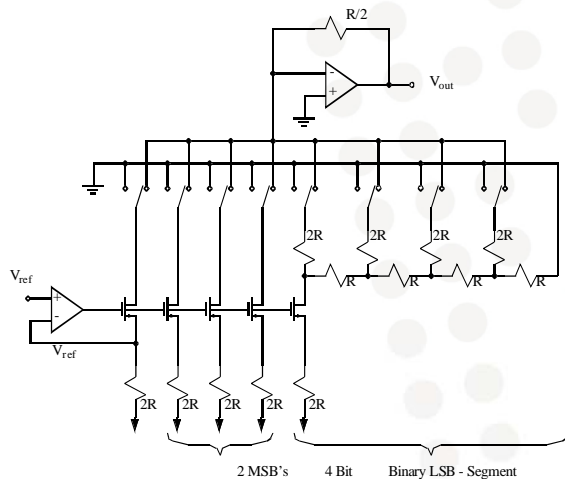 R/2
-
+
Vout
2R
2R
2R
2R
R
R
R
R
Vref
+
-
Vref
2R
2R
2R
2R
2R
2 MSB's
4 Bit
Binary LSB - Segment